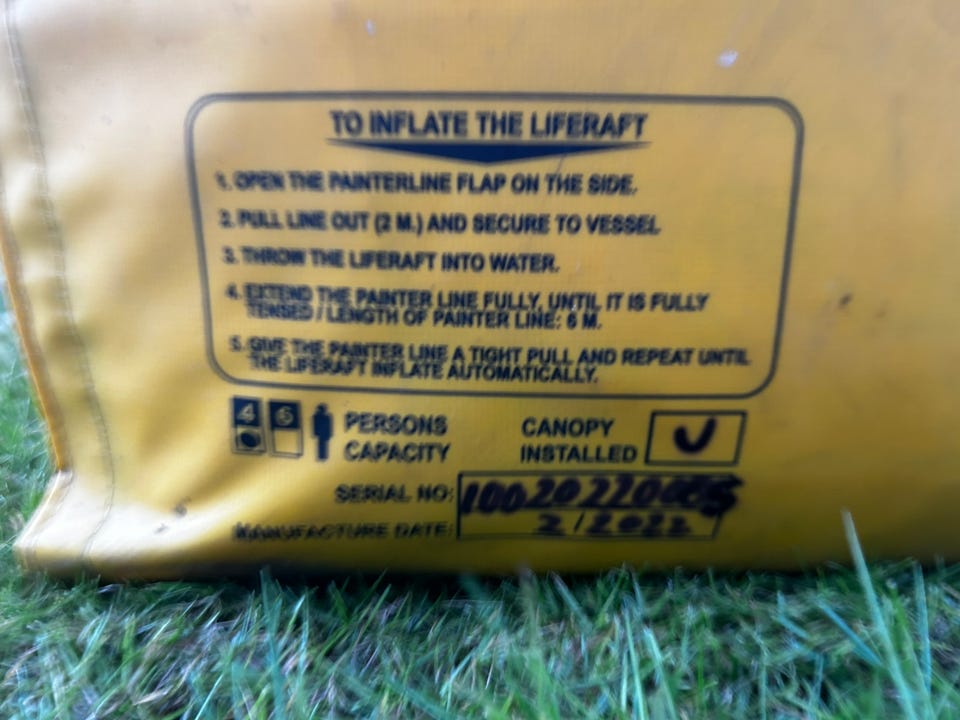 TO INFLATE THE LIFERAFT
1. OPEN THE PAINTERLINE FLAP ON THE SIDE.
2. PULL LINE OUT (2 M.) AND SECURE TO VESSEL
3. THROW THE LIFERAFT INTO WATER.
4. EXTEND THE PAINTER LINE FULLY, UNTIL IT IS FULLY
TENSED / LENGTH OF PAINTER LINE: 6 M.
5. GIVE THE PAINTER LINE A TIGHT PULL AND REPEAT UNTIL
THE LIFERAFT INFLATE AUTOMATICALLY.
4 6 PERSONS
CAPACITY
CANOPY
INSTALLED
SERIAL NO:
MANUFACTURE DATE: 2/2022